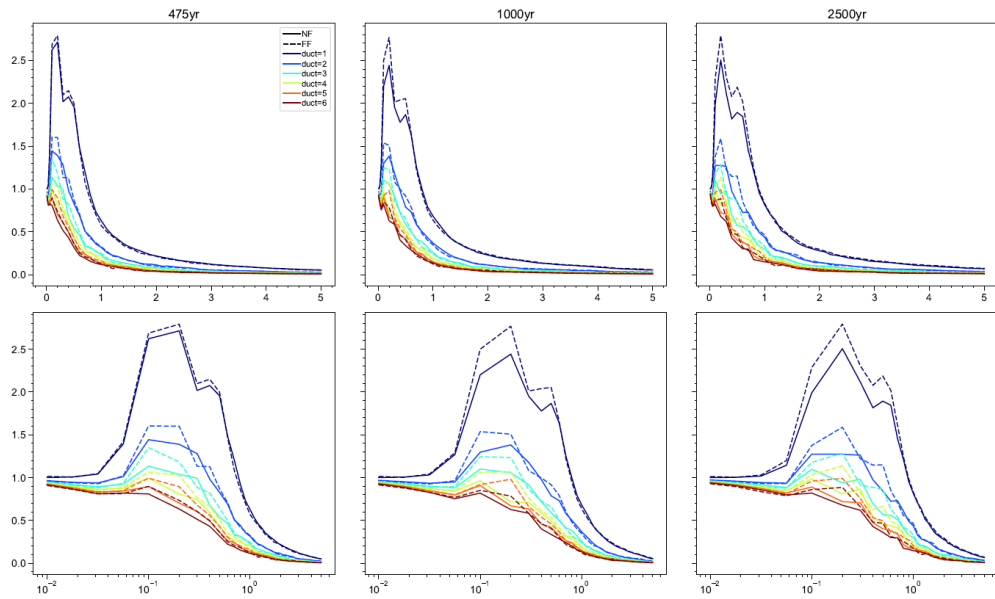 475yr
1000yr
2500yr
NF
FF
duct=1
duct=2
duct=3
duct=4
duct=5
duct=6
2.5
2.0
1.5
1.0
0.5
0.0
0 1 2 3 4 5
0 1 2 3 4 5
0 1 2 3 4 5
2.5
2.0
1.5
1.0
0.5
0.0
10⁻² 10⁻¹ 10⁰
10⁻² 10⁻¹ 10⁰
10⁻² 10⁻¹ 10⁰